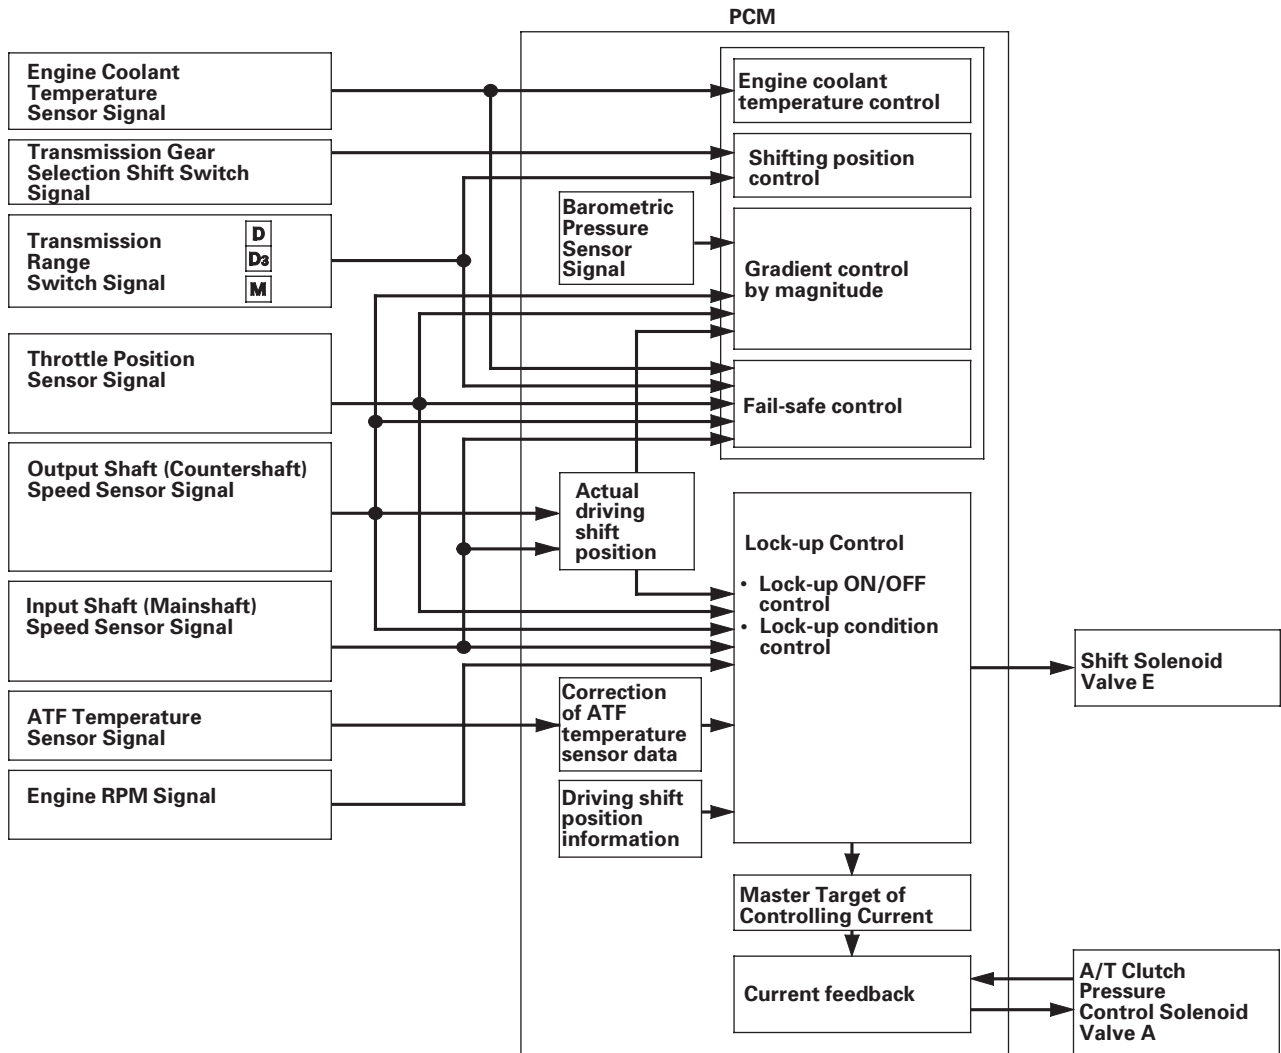 PCM
Engine Coolant
Temperature
Sensor Signal
Transmission Gear
Selection Shift Switch
Signal
Transmission
Range
Switch Signal
D
D3
M
Throttle Position
Sensor Signal
Output Shaft (Countershaft)
Speed Sensor Signal
Input Shaft (Mainshaft)
Speed Sensor Signal
ATF Temperature
Sensor Signal
Engine RPM Signal
Barometric
Pressure
Sensor
Signal
Actual
driving
shift
position
Correction
of ATF
temperature
sensor data
Driving shift
position
information
Engine coolant
temperature control
Shifting position
control
Gradient control
by magnitude
Fail-safe control
Lock-up Control
• Lock-up ON/OFF
control
• Lock-up condition
control
Master Target of
Controlling Current
Current feedback
Shift Solenoid
Valve E
A/T Clutch
Pressure
Control Solenoid
Valve A